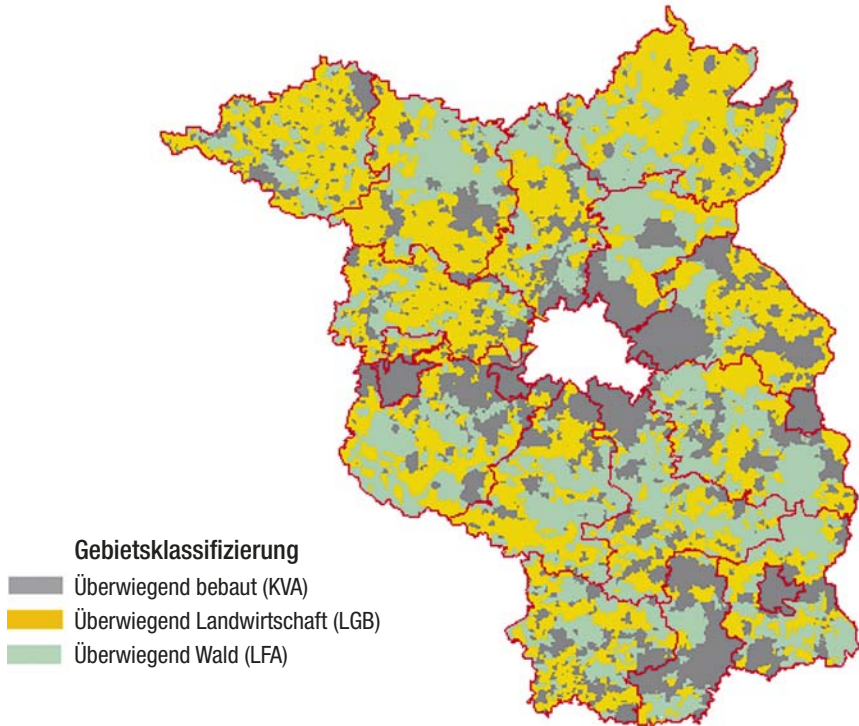 Gebietsklassifizierung
Überwiegend bebaut (KVA)
Überwiegend Landwirtschaft (LGB)
Überwiegend Wald (LFA)